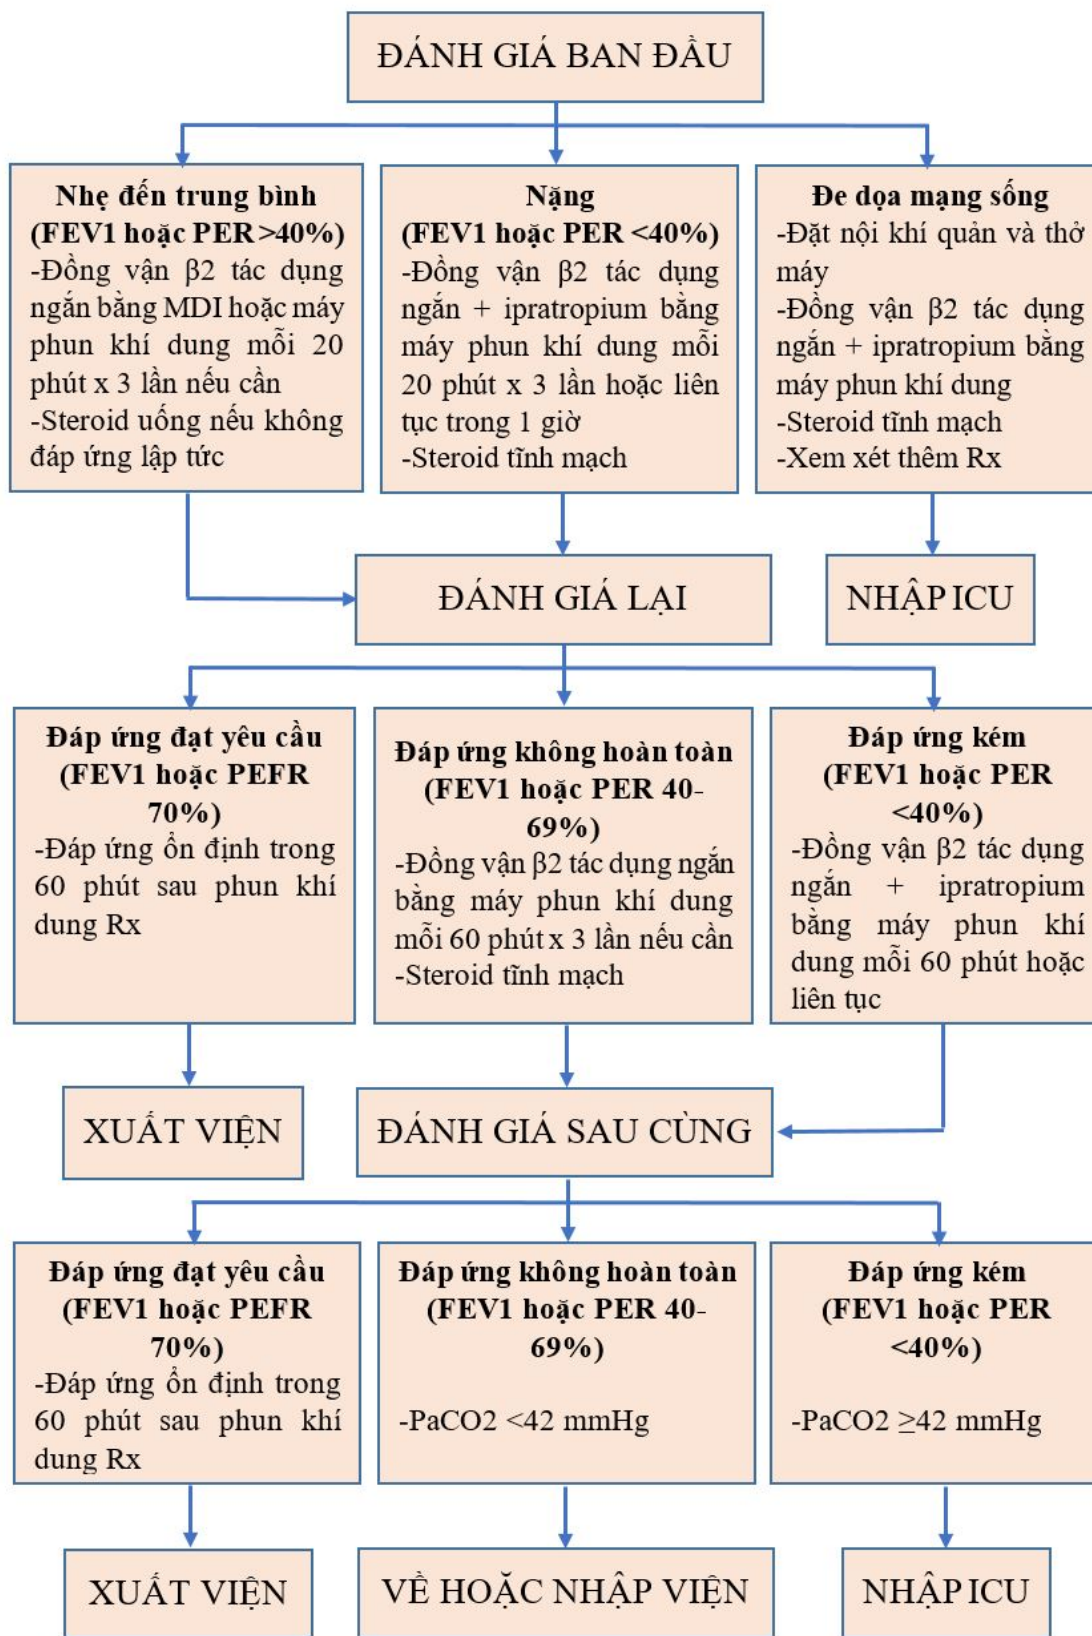 ĐÁNH GIÁ BAN ĐẦU
Nhẹ đến trung bình
(FEV1 hoặc PER >40%)
-Đồng vận β2 tác dụng
ngắn bằng MDI hoặc máy
phun khí dung mỗi 20
phút x 3 lần nếu cần
-Steroid uống nếu không
đáp ứng lập tức
Nặng
(FEV1 hoặc PER <40%)
-Đồng vận β2 tác dụng
ngắn + ipratropium bằng
máy phun khí dung mỗi
20 phút x 3 lần hoặc liên
tục trong 1 giờ
-Steroid tĩnh mạch
Đe dọa mạng sống
-Đặt nội khí quản và thở
máy
-Đồng vận β2 tác dụng
ngắn + ipratropium bằng
máy phun khí dung
-Steroid tĩnh mạch
-Xem xét thêm Rx
ĐÁNH GIÁ LẠI
NHẬP ICU
Đáp ứng đạt yêu cầu
(FEV1 hoặc PEFR
70%)
-Đáp ứng ổn định trong
60 phút sau phun khí
dung Rx
Đáp ứng không hoàn toàn
(FEV1 hoặc PER 40-
69%)
-Đồng vận β2 tác dụng ngắn
bằng máy phun khí dung
mỗi 60 phút x 3 lần nếu cần
-Steroid tĩnh mạch
Đáp ứng kém
(FEV1 hoặc PER
<40%)
-Đồng vận β2 tác dụng
ngắn + ipratropium
bằng máy phun khí
dung mỗi 60 phút hoặc
liên tục
XUẤT VIỆN
ĐÁNH GIÁ SAU CÙNG
Đáp ứng đạt yêu cầu
(FEV1 hoặc PEFR
70%)
-Đáp ứng ổn định trong
60 phút sau phun khí
dung Rx
Đáp ứng không hoàn toàn
(FEV1 hoặc PER 40-
69%)
-PaCO2 <42 mmHg
Đáp ứng kém
(FEV1 hoặc PER
<40%)
-PaCO2 ≥42 mmHg
XUẤT VIỆN
VỀ HOẶC NHẬP VIỆN
NHẬP ICU